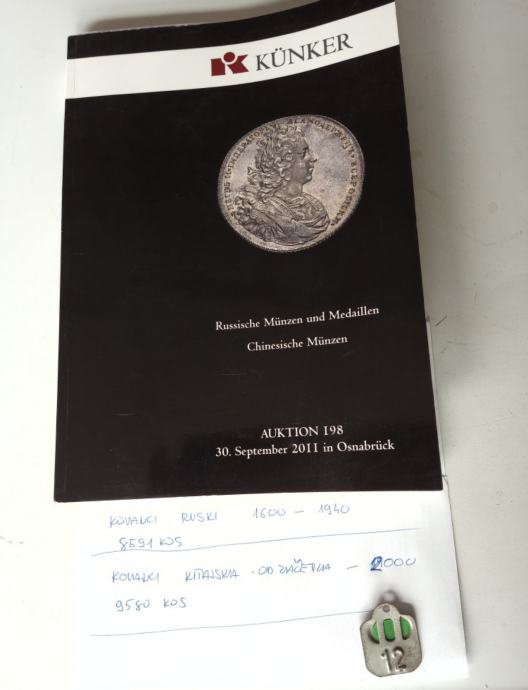 KÜNKER
Russische Münzen und Medaillen
Chinesische Münzen
AUKTION 198
30. September 2011 in Osnabrück
KOVANCI RUSKI 1600 - 1940
8591 KOS
KOVANCI KITAJSKA · OD ZAČETKA - 2000
9580 KOS
12